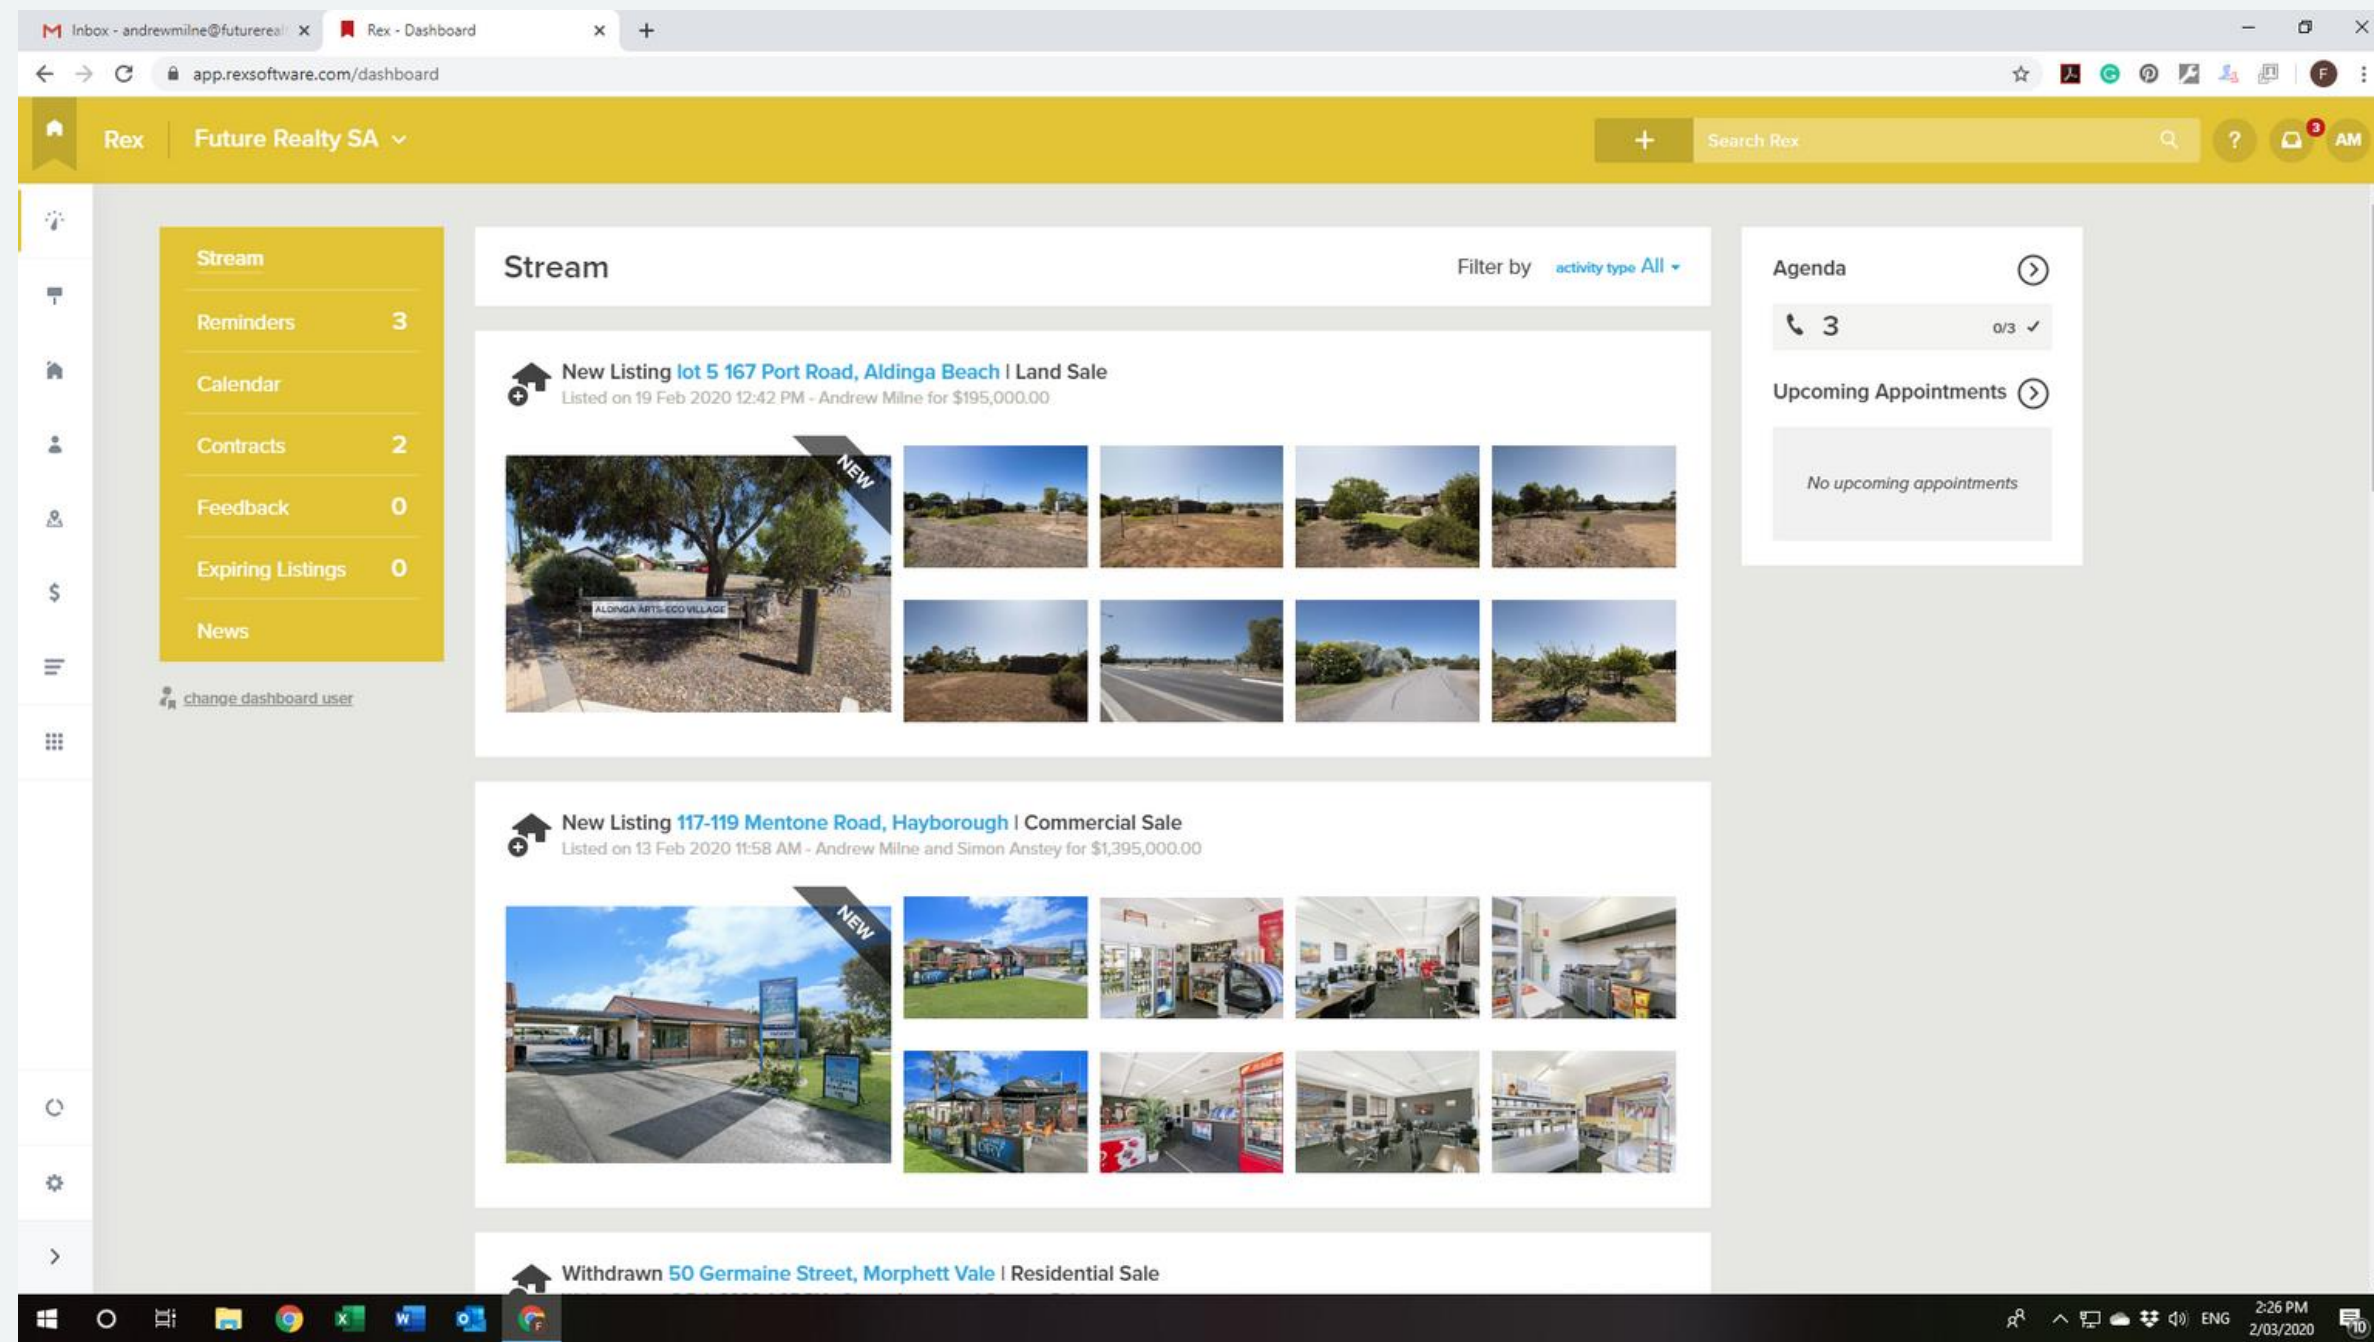 Inbox - andrewmilne@futurereal
Rex - Dashboard
app.rexsoftware.com/dashboard
F
Rex
Future Realty SA
+
Search Rex
?
3
AM
Stream
Reminders 3
Calendar
Contracts 2
Feedback 0
Expiring Listings 0
News
change dashboard user
Stream
Filter by activity type All
New Listing lot 5 167 Port Road, Aldinga Beach | Land Sale
Listed on 19 Feb 2020 12:42 PM - Andrew Milne for $195,000.00
NEW
ALDINGA ARTS-ECO VILLAGE
New Listing 117-119 Mentone Road, Hayborough | Commercial Sale
Listed on 13 Feb 2020 11:58 AM - Andrew Milne and Simon Anstey for $1,395,000.00
NEW
DRY
Withdrawn 50 Germaine Street, Morphett Vale | Residential Sale
Agenda
3 0/3
Upcoming Appointments
No upcoming appointments
ENG
2:26 PM
2/03/2020
10